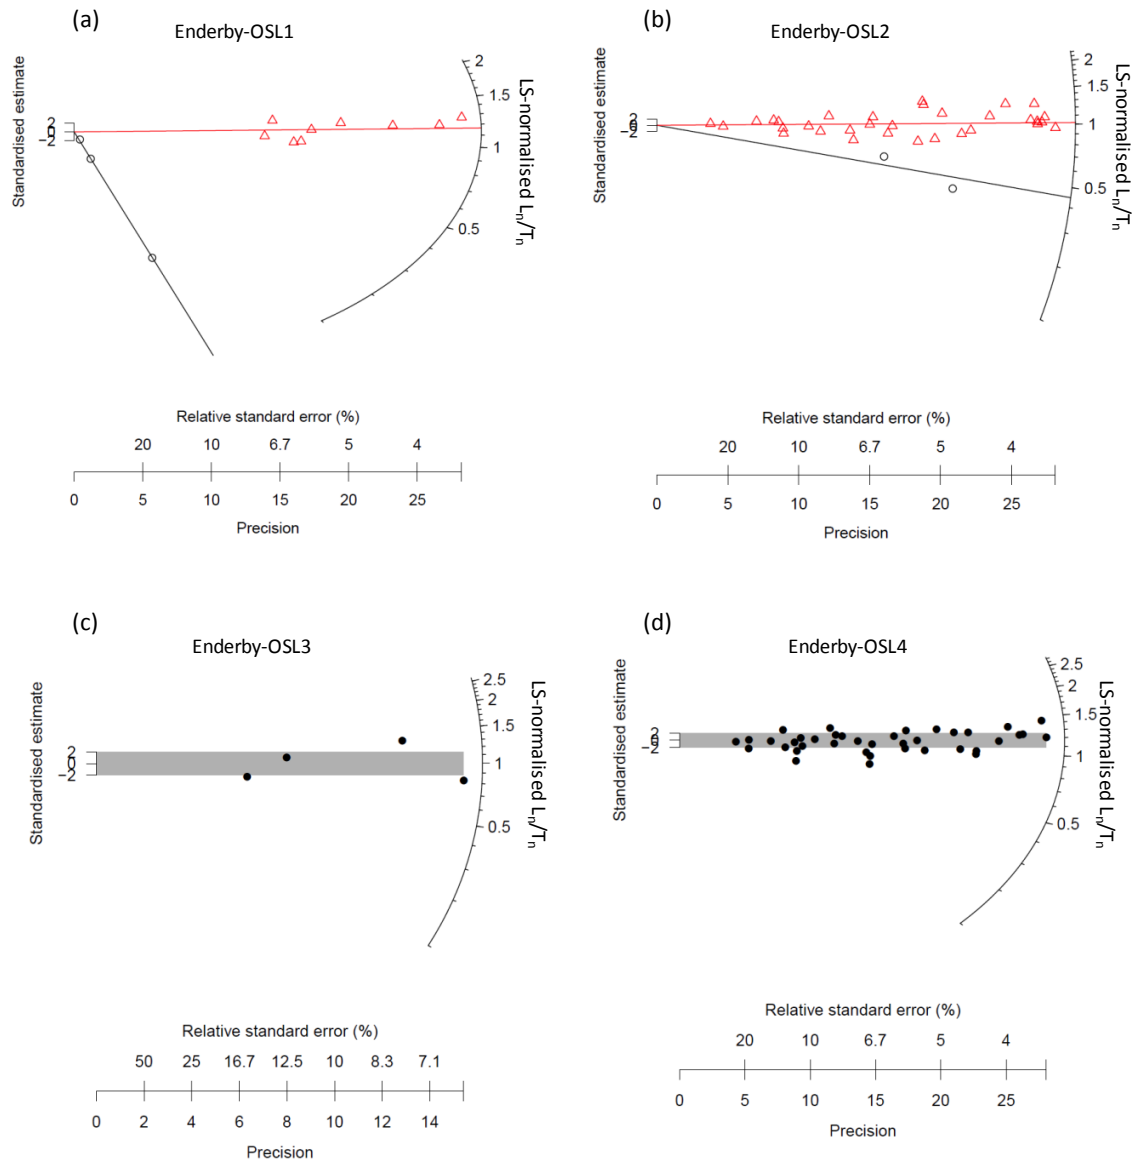 (a)
Enderby-OSL1
Standardised estimate
2
0
−2
2
1.5
1
0.5
LS-normalised Ln/Tn
Relative standard error (%)
20 10 6.7 5 4
0 5 10 15 20 25
Precision
(b)
Enderby-OSL2
Standardised estimate
2
0
−2
2
1.5
1
0.5
LS-normalised Ln/Tn
Relative standard error (%)
20 10 6.7 5 4
0 5 10 15 20 25
Precision
(c)
Enderby-OSL3
Standardised estimate
2
0
−2
2.5
2
1.5
1
0.5
LS-normalised Ln/Tn
Relative standard error (%)
50 25 16.7 12.5 10 8.3 7.1
0 2 4 6 8 10 12 14
Precision
(d)
Enderby-OSL4
Standardised estimate
2
0
−2
2.5
2
1.5
1
0.5
LS-normalised Ln/Tn
Relative standard error (%)
20 10 6.7 5 4
0 5 10 15 20 25
Precision